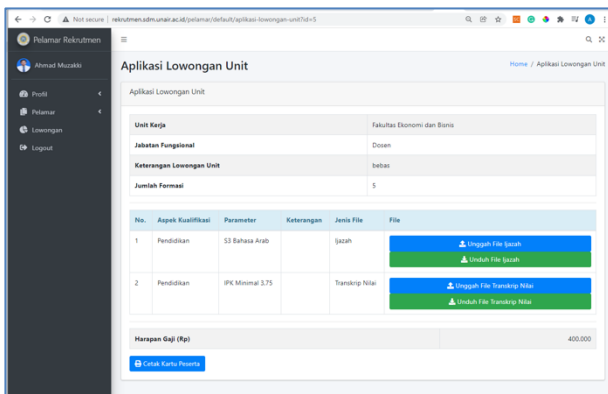 Not secure | rekrutmen.sdm.unair.ac.id/pelamar/default/aplikasi-lowongan-unit?id=5
Pelamar Rekrutmen
Ahmad Muzakki
Profil
Pelamar
Lowongan
Logout
Aplikasi Lowongan Unit
Home / Aplikasi Lowongan Unit
Aplikasi Lowongan Unit
Unit Kerja Fakultas Ekonomi dan Bisnis
Jabatan Fungsional Dosen
Keterangan Lowongan Unit bebas
Jumlah Formasi 5
No. Aspek Kualifikasi Parameter Keterangan Jenis File File
1 Pendidikan S3 Bahasa Arab Ijazah Unggah File Ijazah
Unduh File Ijazah
2 Pendidikan IPK Minimal 3.75 Transkrip Nilai Unggah File Transkrip Nilai
Unduh File Transkrip Nilai
Harapan Gaji (Rp) 400.000
Cetak Kartu Peserta